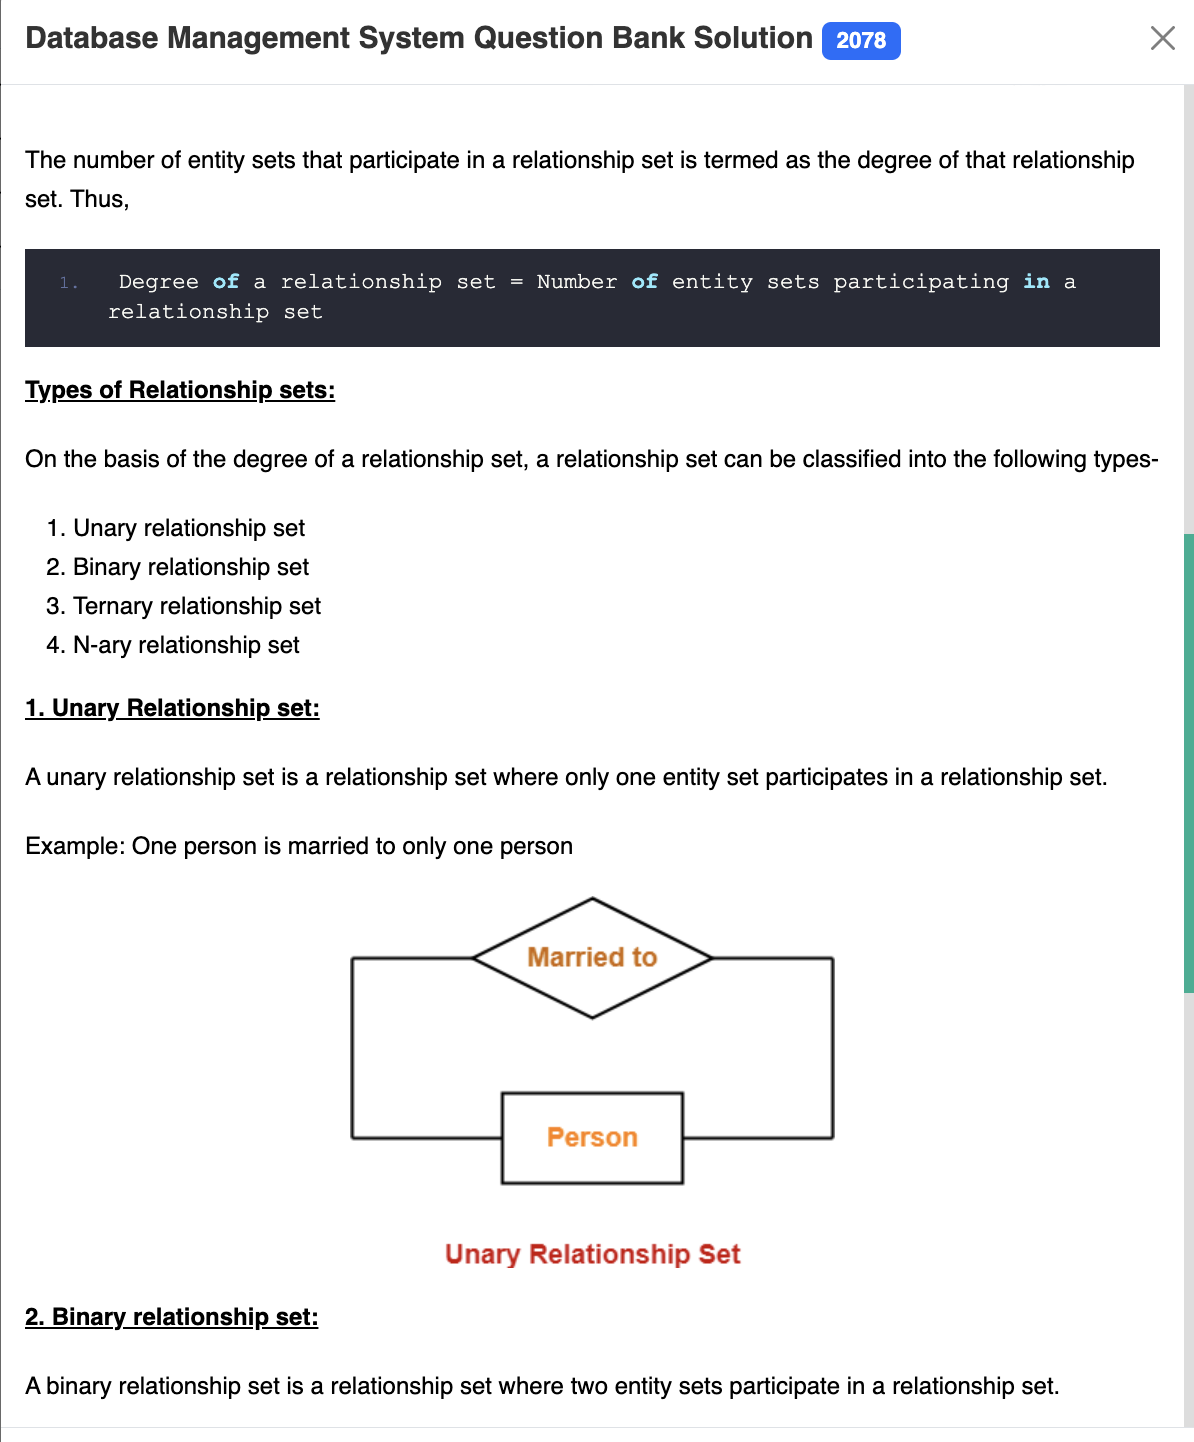 Database Management System Question Bank Solution 2078
The number of entity sets that participate in a relationship set is termed as the degree of that relationship
set. Thus,
1. Degree of a relationship set = Number of entity sets participating in a
relationship set
Types of Relationship sets:
On the basis of the degree of a relationship set, a relationship set can be classified into the following types-
1. Unary relationship set
2. Binary relationship set
3. Ternary relationship set
4. N-ary relationship set
1. Unary Relationship set:
A unary relationship set is a relationship set where only one entity set participates in a relationship set.
Example: One person is married to only one person
Married to
Person
Unary Relationship Set
2. Binary relationship set:
A binary relationship set is a relationship set where two entity sets participate in a relationship set.